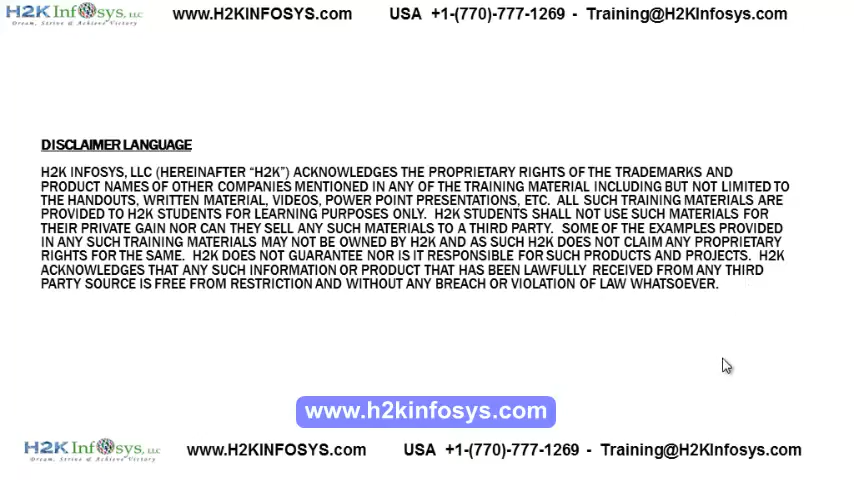 H2K InfOsys, LLC www.H2KINFOSYS.com USA +1-(770)-777-1269 - Training@H2KInfosys.com
Dream, Strive & Achieve Victory
DISCLAIMER LANGUAGE
H2K INFOSYS, LLC (HEREINAFTER “H2K”) ACKNOWLEDGES THE PROPRIETARY RIGHTS OF THE TRADEMARKS AND
PRODUCT NAMES OF OTHER COMPANIES MENTIONED IN ANY OF THE TRAINING MATERIAL INCLUDING BUT NOT LIMITED TO
THE HANDOUTS, WRITTEN MATERIAL, VIDEOS, POWER POINT PRESENTATIONS, ETC. ALL SUCH TRAINING MATERIALS ARE
PROVIDED TO H2K STUDENTS FOR LEARNING PURPOSES ONLY. H2K STUDENTS SHALL NOT USE SUCH MATERIALS FOR
THEIR PRIVATE GAIN NOR CAN THEY SELL ANY SUCH MATERIALS TO A THIRD PARTY. SOME OF THE EXAMPLES PROVIDED
IN ANY SUCH TRAINING MATERIALS MAY NOT BE OWNED BY H2K AND AS SUCH H2K DOES NOT CLAIM ANY PROPRIETARY
RIGHTS FOR THE SAME. H2K DOES NOT GUARANTEE NOR IS IT RESPONSIBLE FOR SUCH PRODUCTS AND PROJECTS. H2K
ACKNOWLEDGES THAT ANY SUCH INFORMATION OR PRODUCT THAT HAS BEEN LAWFULLY RECEIVED FROM ANY THIRD
PARTY SOURCE IS FREE FROM RESTRICTION AND WITHOUT ANY BREACH OR VIOLATION OF LAW WHATSOEVER.
www.h2kinfosys.com
H2K InfOsys, LLC www.H2KINFOSYS.com USA +1-(770)-777-1269 - Training@H2KInfosys.com
Dream, Strive & Achieve Victory